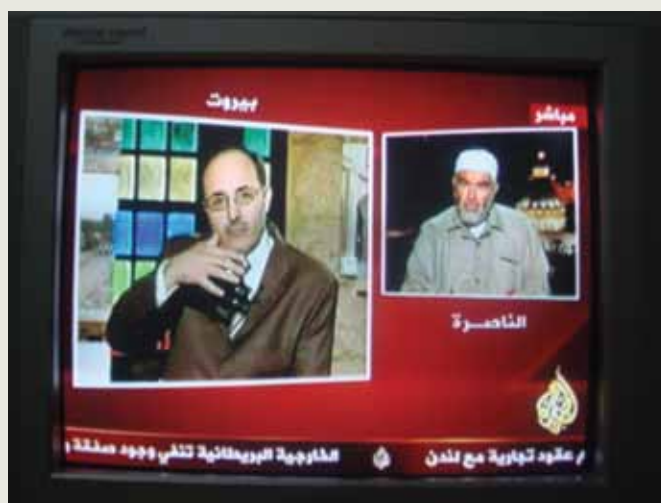 بيروت
مباشر
الناصرة
م عقود تجارية مع لندن الخارجية البريطانية تنفي وجود صفقة و